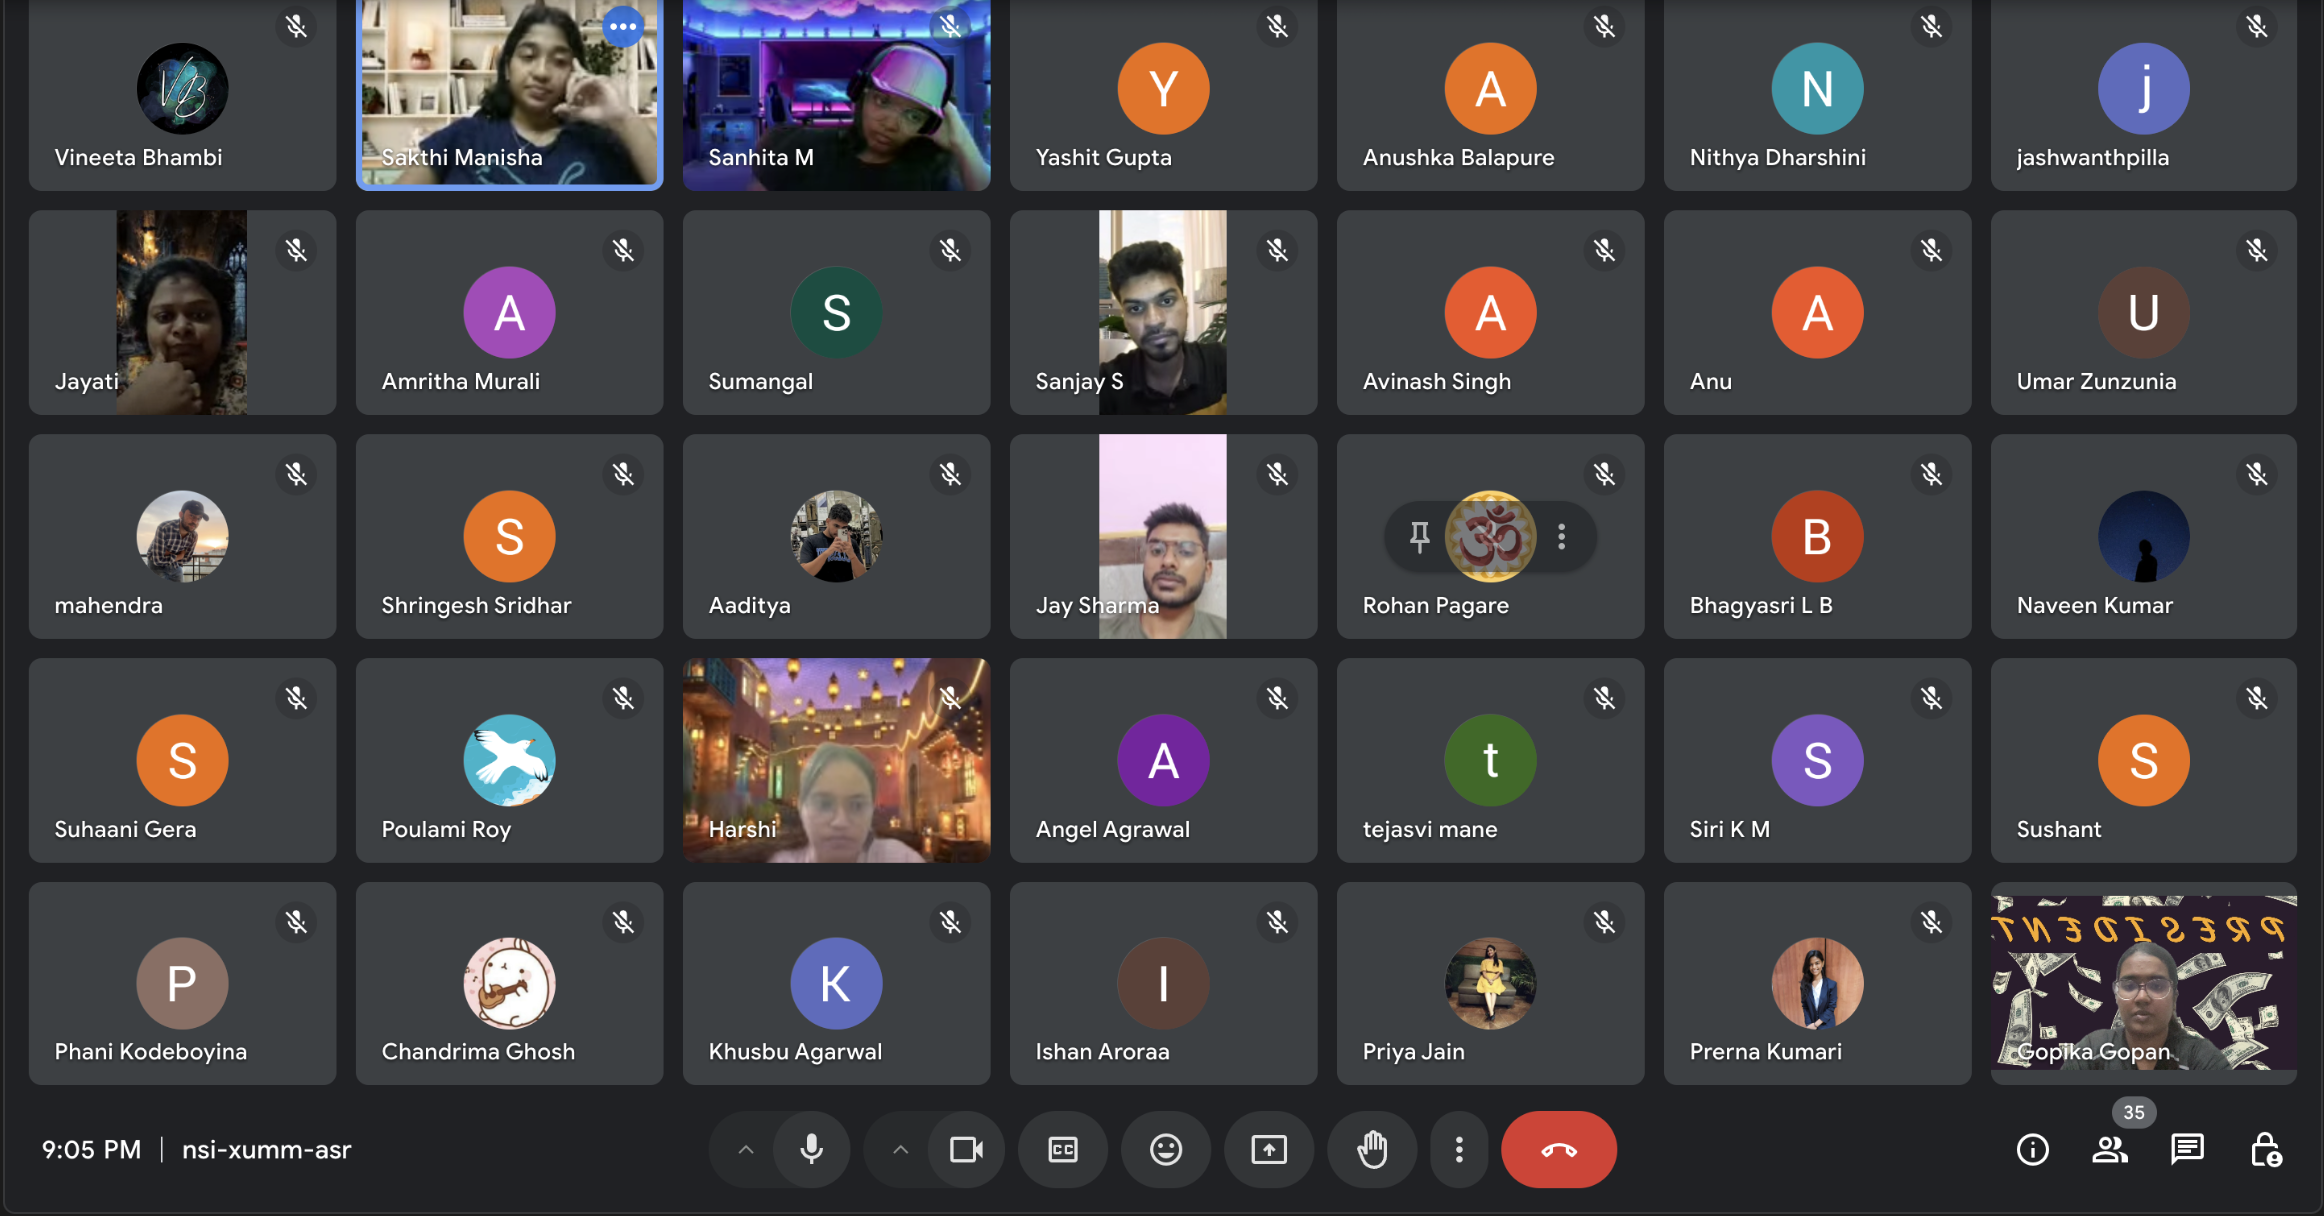 VB
Vineeta Bhambi
Sakthi Manisha
Sanhita M
Y
Yashit Gupta
A
Anushka Balapure
N
Nithya Dharshini
j
jashwanthpilla
Jayati
A
Amritha Murali
S
Sumangal
Sanjay S
A
Avinash Singh
A
Anu
U
Umar Zunzunia
mahendra
S
Shringesh Sridhar
Aaditya
Jay Sharma
ॐ
Rohan Pagare
B
Bhagyasri L B
Naveen Kumar
S
Suhaani Gera
Poulami Roy
Harshi
A
Angel Agrawal
t
tejasvi mane
S
Siri K M
S
Sushant
P
Phani Kodeboyina
Chandrima Ghosh
K
Khusbu Agarwal
I
Ishan Aroraa
Priya Jain
Prerna Kumari
PRESIDENT
Gopika Gopan
9:05 PM | nsi-xumm-asr
CC
35